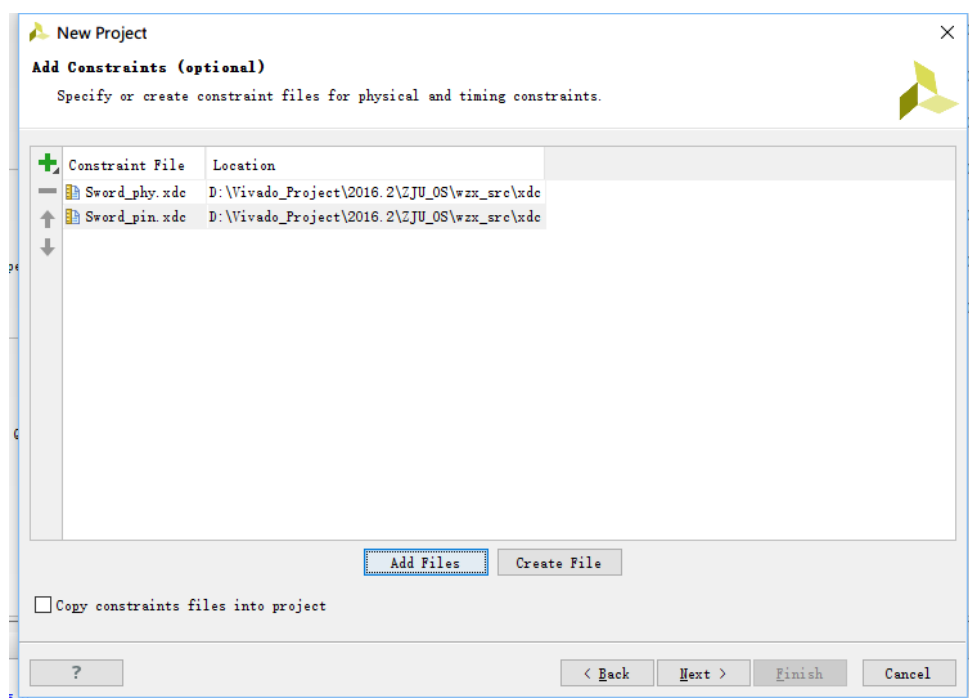 New Project
Add Constraints (optional)
Specify or create constraint files for physical and timing constraints.
Constraint File Location
Sword_phy.xdc D:\Vivado_Project\2016.2\ZJU_OS\wzx_src\xdc
Sword_pin.xdc D:\Vivado_Project\2016.2\ZJU_OS\wzx_src\xdc
Add Files Create File
Copy constraints files into project
? < Back Next > Finish Cancel